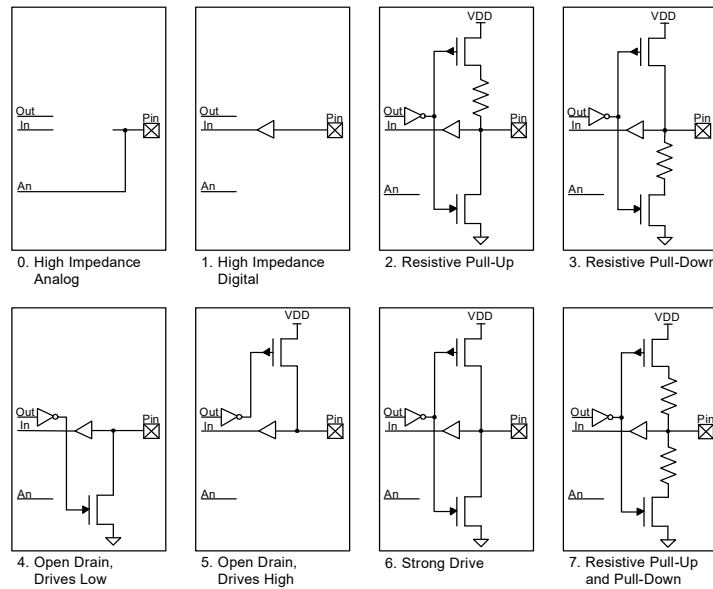 Out
In
An
Pin
0. High Impedance
Analog
Out
In
An
Pin
1. High Impedance
Digital
VDD
Out
In
An
Pin
2. Resistive Pull-Up
VDD
Out
In
An
Pin
3. Resistive Pull-Down
Out
In
An
Pin
4. Open Drain,
Drives Low
VDD
Out
In
An
Pin
5. Open Drain,
Drives High
VDD
Out
In
An
Pin
6. Strong Drive
VDD
Out
In
An
Pin
7. Resistive Pull-Up
and Pull-Down